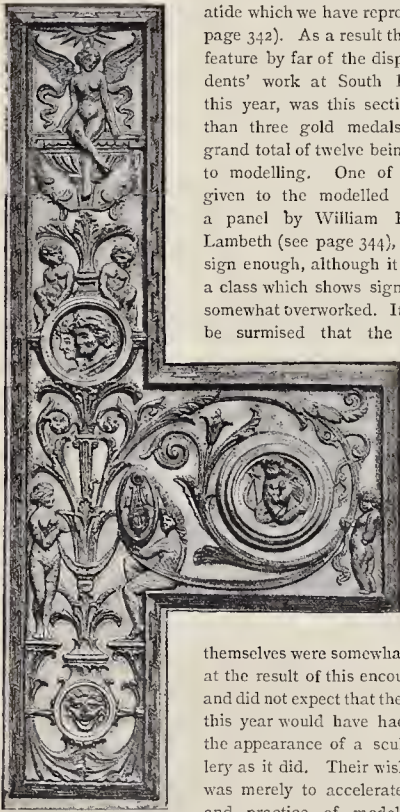 atide which we have repro
page 342). As a result th
feature by far of the disp
dents' work at South
this year, was this secti
than three gold medals
grand total of twelve bein
to modelling. One of
given to the modelled
a panel by William
Lambeth (see page 344),
sign enough, although it
a class which shows sign
somewhat overworked. I
be surmised that the
themselves were somewha
at the result of this encou
and did not expect that the
this year would have ha
the appearance of a scul
lery as it did. Their wis
was merely to accelerate
and practice of model